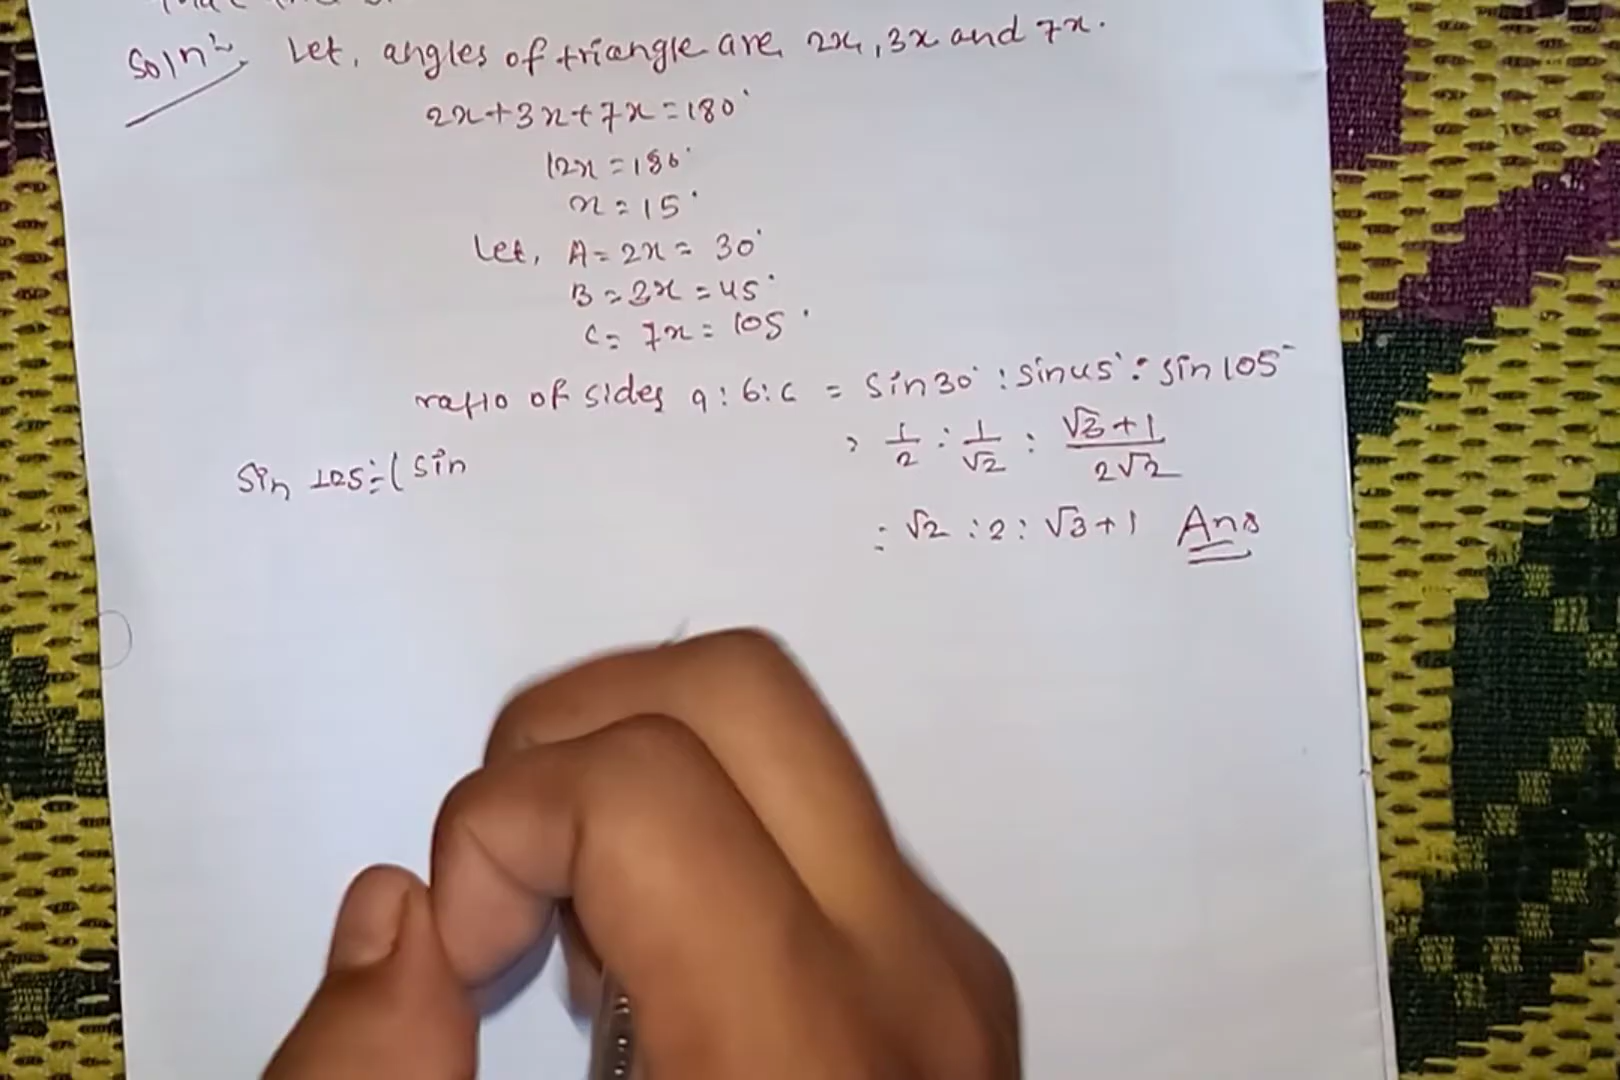 Soln:
Let, angles of triangle are 2x, 3x and 7x.
2x+3x+7x=180°
12x=180°
x=15°
Let, A=2x=30°
B=3x=45°
C=7x=105°
ratio of sides a:b:c = Sin30°:Sin45°:Sin105°
= 1/2 : 1/√2 : √3+1/2√2
Sin 105=(Sin
= √2:2:√3+1 Ans